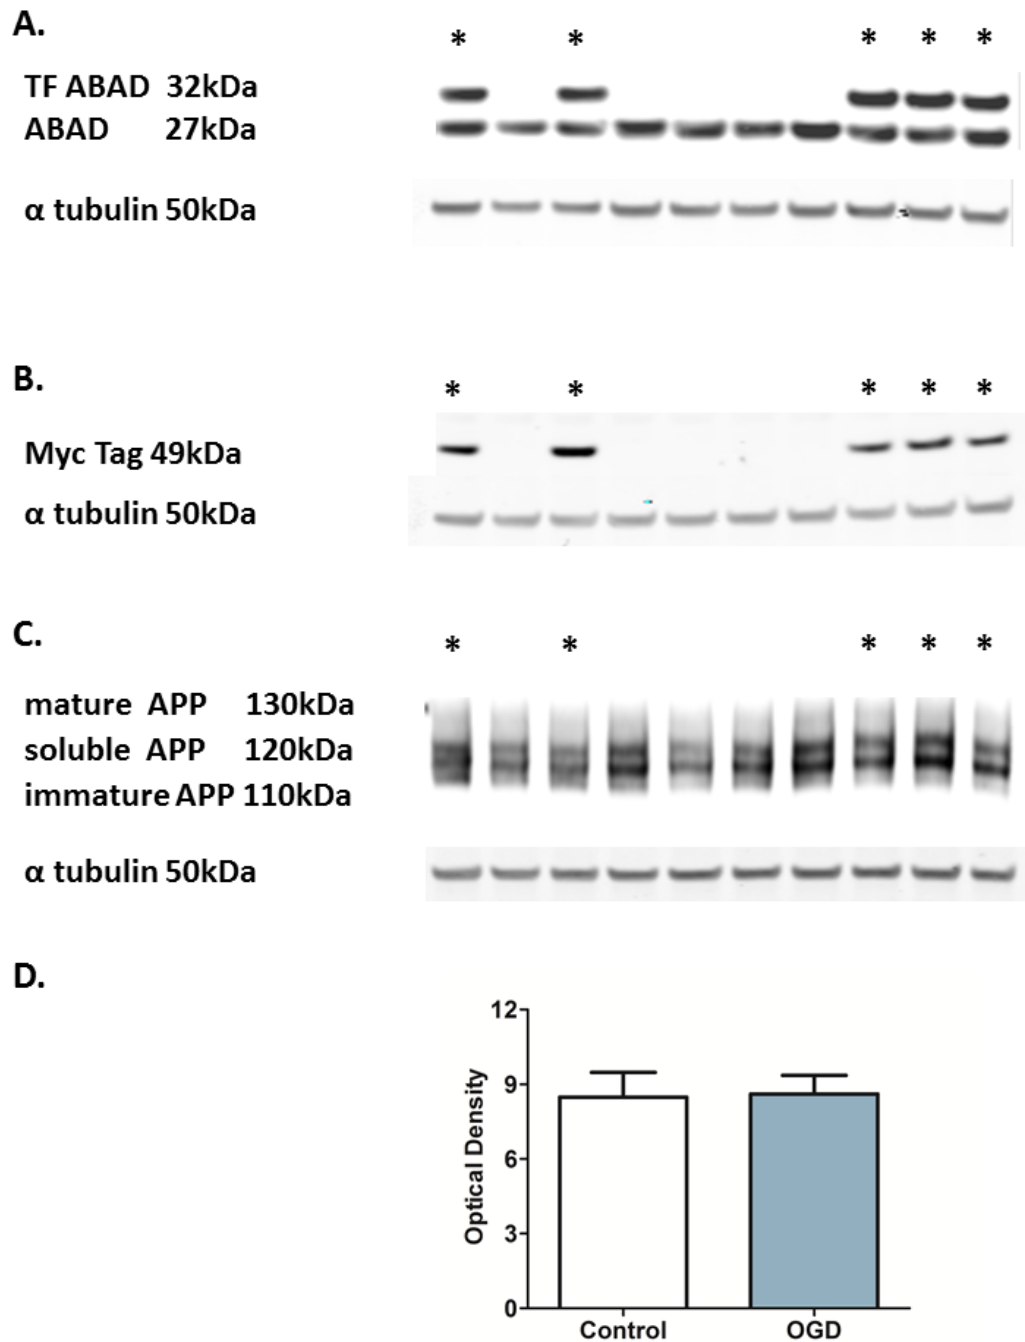 A.
* * * * *
TF ABAD 32kDa
ABAD 27kDa
α tubulin 50kDa
B.
* * * * *
Myc Tag 49kDa
α tubulin 50kDa
C.
* * * * *
mature APP 130kDa
soluble APP 120kDa
immature APP 110kDa
α tubulin 50kDa
D.
12
9
6
3
0
Optical Density
Control OGD